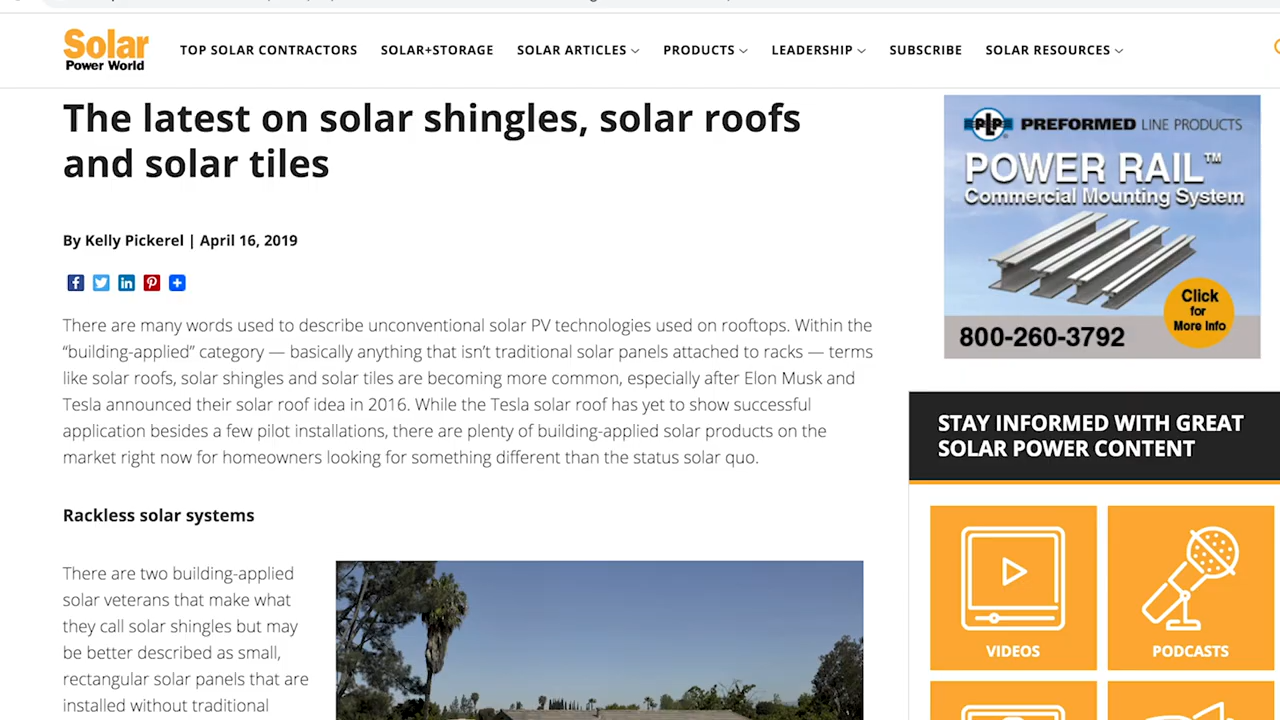 Solar
Power World
TOP SOLAR CONTRACTORS
SOLAR+STORAGE
SOLAR ARTICLES
PRODUCTS
LEADERSHIP
SUBSCRIBE
SOLAR RESOURCES
The latest on solar shingles, solar roofs
and solar tiles
By Kelly Pickerel | April 16, 2019
There are many words used to describe unconventional solar PV technologies used on rooftops. Within the
“building-applied” category — basically anything that isn’t traditional solar panels attached to racks — terms
like solar roofs, solar shingles and solar tiles are becoming more common, especially after Elon Musk and
Tesla announced their solar roof idea in 2016. While the Tesla solar roof has yet to show successful
application besides a few pilot installations, there are plenty of building-applied solar products on the
market right now for homeowners looking for something different than the status solar quo.
Rackless solar systems
There are two building-applied
solar veterans that make what
they call solar shingles but may
be better described as small,
rectangular solar panels that are
installed without traditional
PLP
PREFORMED LINE PRODUCTS
POWER RAIL™
Commercial Mounting System
Click
for
More Info
800-260-3792
STAY INFORMED WITH GREAT
SOLAR POWER CONTENT
VIDEOS
PODCASTS